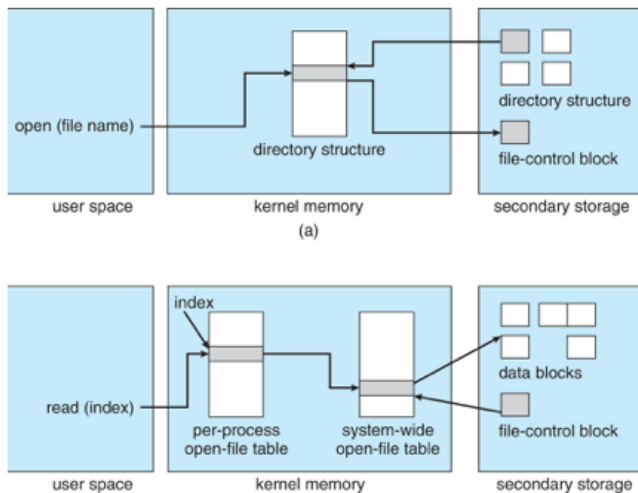 open (file name)
directory structure
directory structure
file-control block
user space
kernel memory
secondary storage
(a)
index
read (index)
per-process
open-file table
system-wide
open-file table
data blocks
file-control block
user space
kernel memory
secondary storage